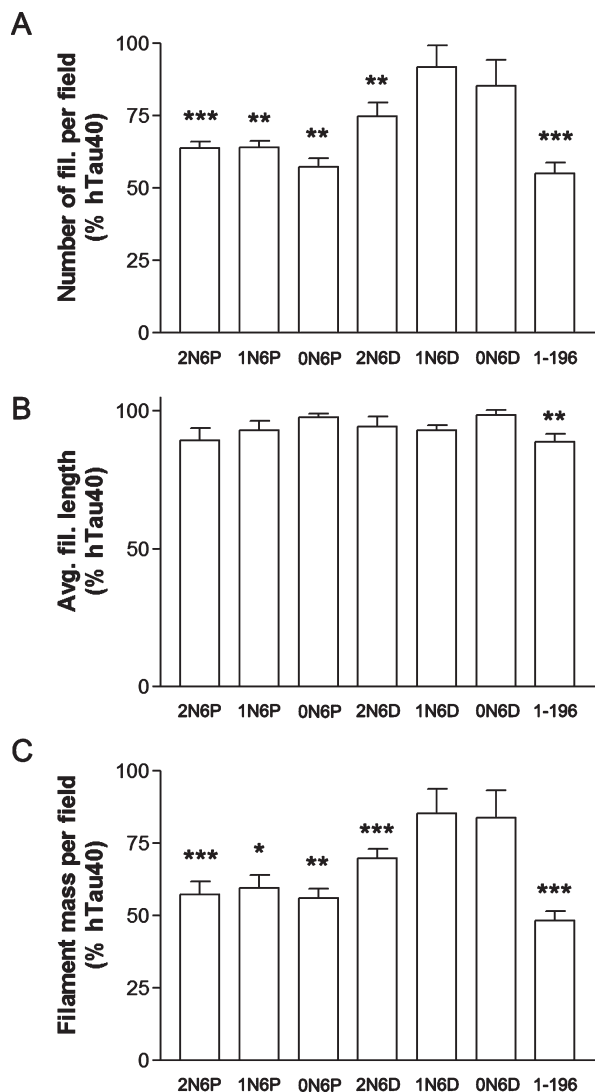 A
Number of fil. per field
(% hTau40)
100
75
50
25
0
*** ** ** ** ***
2N6P 1N6P 0N6P 2N6D 1N6D 0N6D 1-196
B
Avg. fil. length
(% hTau40)
100
50
0
**
2N6P 1N6P 0N6P 2N6D 1N6D 0N6D 1-196
C
Filament mass per field
(% hTau40)
100
75
50
25
0
*** * ** *** ***
2N6P 1N6P 0N6P 2N6D 1N6D 0N6D 1-196